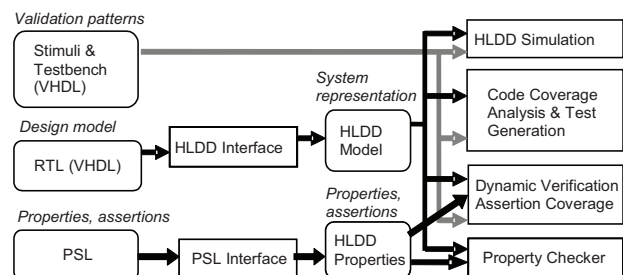 Validation patterns
Stimuli &
Testbench
(VHDL)
HLDD Simulation
System
representation
Code Coverage
Analysis & Test
Generation
Design model
RTL (VHDL)
HLDD Interface
HLDD
Model
Properties,
assertions
Dynamic Verification
Assertion Coverage
Properties, assertions
PSL
PSL Interface
HLDD
Properties
Property Checker